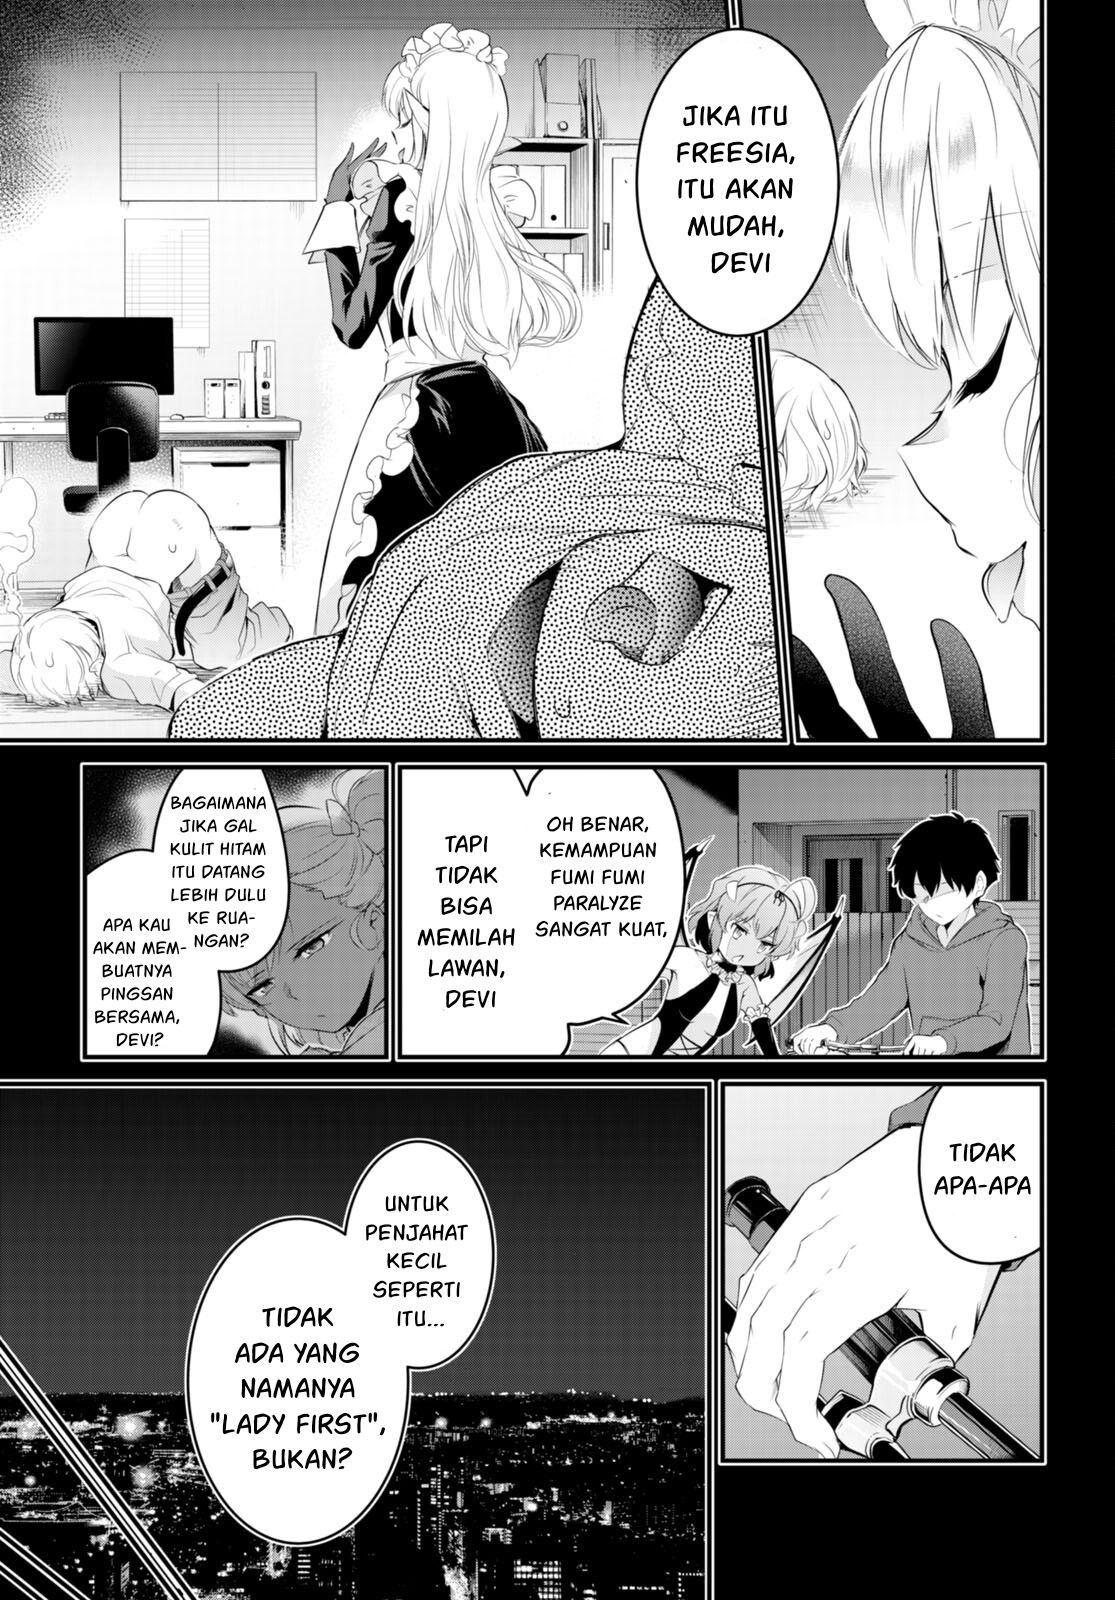 JIKA ITU
FREESIA,
ITU AKAN
MUDAH,
DEVI
OH BENAR,
KEMAMPUAN
FUMI FUMI
PARALYZE
SANGAT KUAT,
TAPI
TIDAK
BISA
MEMILAH
LAWAN,
DEVI
BAGAIMANA
JIKA GAL
KULIT HITAM
ITU DATANG
LEBIH DULU
KE RUA-
NGAN?
APA KAU
AKAN MEM-
BUATNYA
PINGSAN
BERSAMA,
DEVI?
TIDAK
APA-APA
UNTUK
PENJAHAT
KECIL
SEPERTI
ITU...
TIDAK
ADA YANG
NAMANYA
"LADY FIRST",
BUKAN?